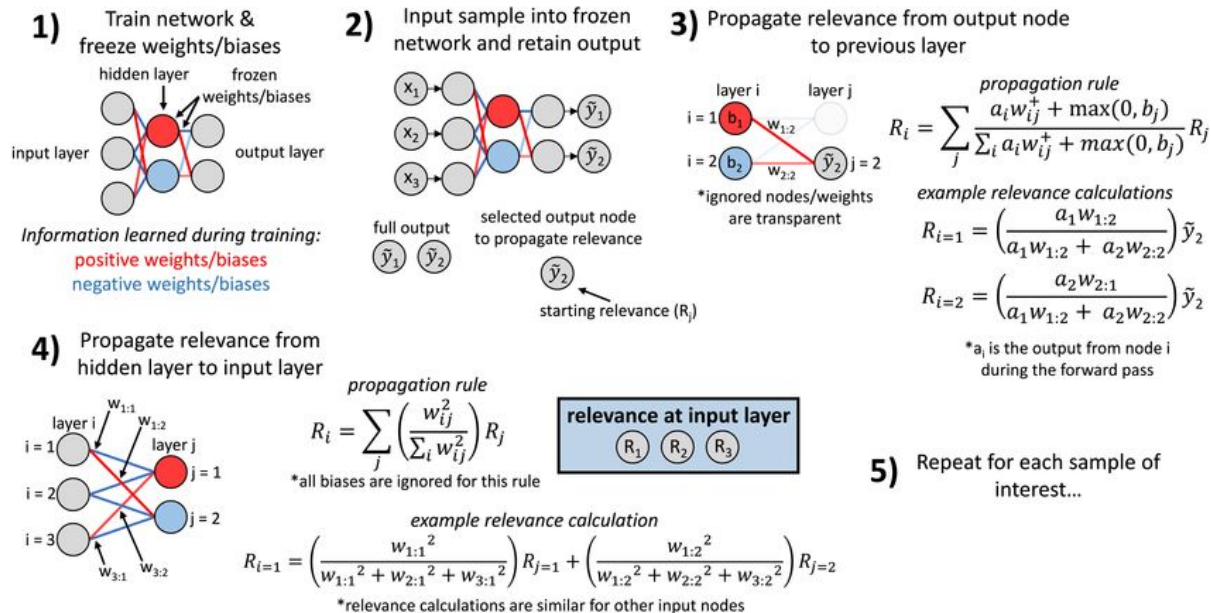 1) Train network &
freeze weights/biases
hidden layer
frozen
weights/biases
input layer
output layer
Information learned during training:
positive weights/biases
negative weights/biases
2) Input sample into frozen
network and retain output
x₁
x₂
x₃
ỹ₁
ỹ₂
full output
ỹ₁ ỹ₂
selected output node
to propagate relevance
ỹ₂
starting relevance (Rⱼ)
3) Propagate relevance from output node
to previous layer
layer i
layer j
i = 1
b₁
w₁:₂
i = 2
b₂
w₂:₂
ỹ₂
j = 2
*ignored nodes/weights
are transparent
propagation rule
Rᵢ = ∑ⱼ (aᵢwᵢⱼ⁺ + max(0, bⱼ)) / (∑ᵢ aᵢwᵢⱼ⁺ + max(0, bⱼ)) Rⱼ
example relevance calculations
Rᵢ₌₁ = (a₁w₁:₂ / (a₁w₁:₂ + a₂w₂:₂)) ỹ₂
Rᵢ₌₂ = (a₂w₂:₁ / (a₁w₁:₂ + a₂w₂:₂)) ỹ₂
*aᵢ is the output from node i
during the forward pass
4) Propagate relevance from
hidden layer to input layer
layer i
w₁:₁
w₁:₂
layer j
i = 1
j = 1
i = 2
j = 2
i = 3
w₃:₁
w₃:₂
propagation rule
Rᵢ = ∑ⱼ (wᵢⱼ² / ∑ᵢ wᵢⱼ²) Rⱼ
*all biases are ignored for this rule
relevance at input layer
R₁ R₂ R₃
example relevance calculation
Rᵢ₌₁ = (w₁:₁² / (w₁:₁² + w₂:₁² + w₃:₁²)) Rⱼ₌₁ + (w₁:₂² / (w₁:₂² + w₂:₂² + w₃:₂²)) Rⱼ₌₂
*relevance calculations are similar for other input nodes
5) Repeat for each sample of
interest...